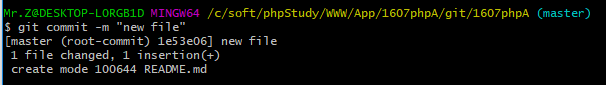 Mr.Z@DESKTOP-LORGB1D MINGW64 /c/soft/phpStudy/WWW/App/1607phpA/git/1607phpA (master)
$ git commit -m "new file"
[master (root-commit) 1e53e06] new file
 1 file changed, 1 insertion(+)
 create mode 100644 README.md